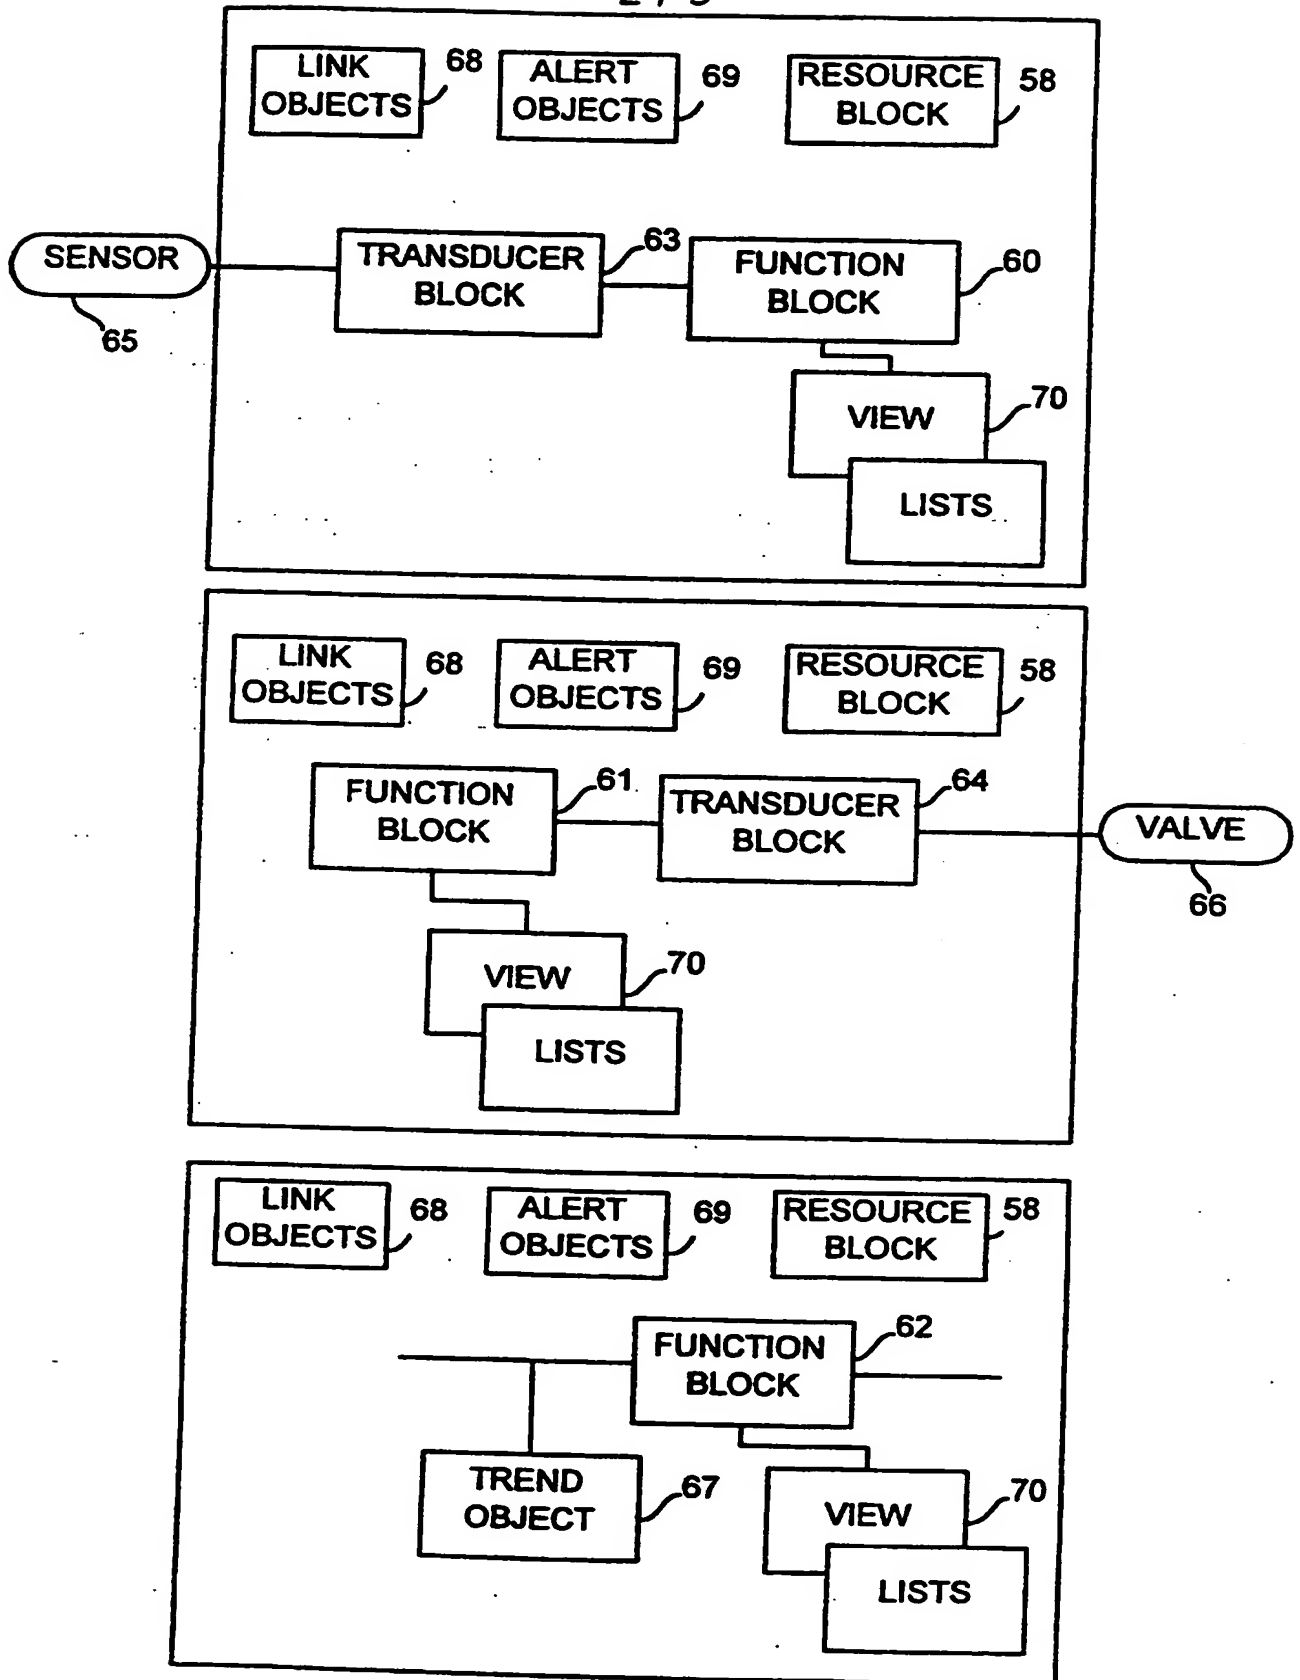 LINK
OBJECTS
68
ALERT
OBJECTS
69
RESOURCE
BLOCK
58
SENSOR
65
TRANSDUCER
BLOCK
63
FUNCTION
BLOCK
60
VIEW
70
LISTS
LINK
OBJECTS
68
ALERT
OBJECTS
69
RESOURCE
BLOCK
58
FUNCTION
BLOCK
61
TRANSDUCER
BLOCK
64
VALVE
66
VIEW
70
LISTS
LINK
OBJECTS
68
ALERT
OBJECTS
69
RESOURCE
BLOCK
58
FUNCTION
BLOCK
62
TREND
OBJECT
67
VIEW
70
LISTS